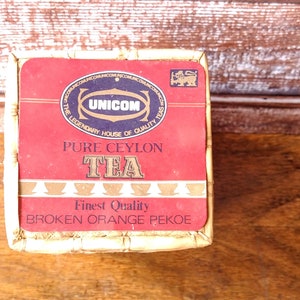 UNICOM
THE LEGENDARY HOUSE OF QUALITY TEAS
PURE CEYLON
TEA
Finest Quality
BROKEN ORANGE PEKOE